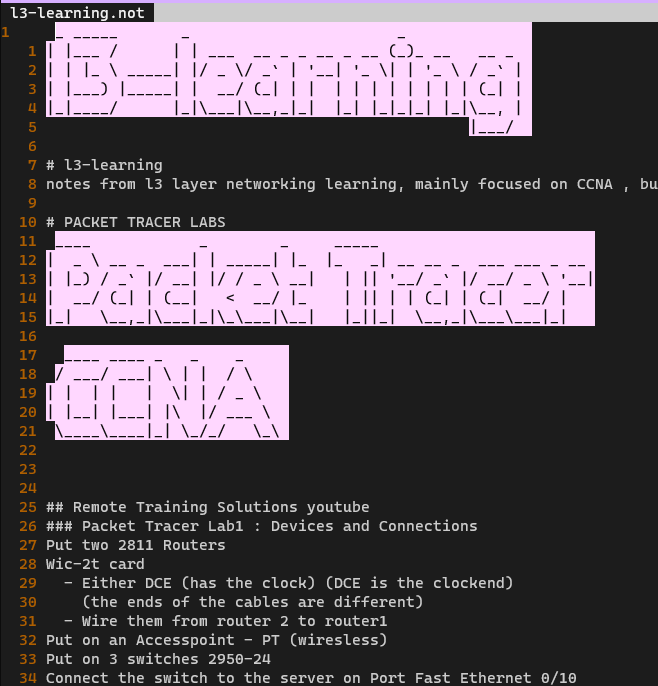 l3-learning.not
1
1
2
3
4
5
6
7 # l3-learning
8 notes from l3 layer networking learning, mainly focused on CCNA , bu
9
10 # PACKET TRACER LABS
11
12
13
14
15
16
17
18
19
20
21
22
23
24
25 ## Remote Training Solutions youtube
26 ### Packet Tracer Lab1 : Devices and Connections
27 Put two 2811 Routers
28 Wic-2t card
29 - Either DCE (has the clock) (DCE is the clockend)
30 (the ends of the cables are different)
31 - Wire them from router 2 to router1
32 Put on an Accesspoint - PT (wiresless)
33 Put on 3 switches 2950-24
34 Connect the switch to the server on Port Fast Ethernet 0/10